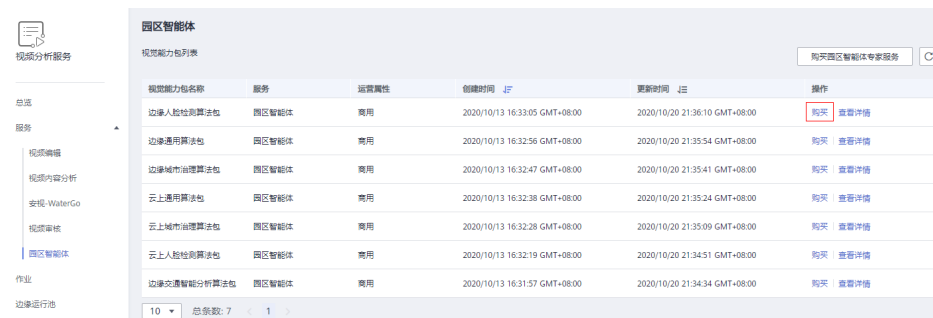 视频分析服务
总览
服务
视频编辑
视频内容分析
安视-WaterGo
视频审核
园区智能体
作业
边缘运行池
园区智能体
视觉能力包列表
购买园区智能体专家服务
视觉能力包名称 服务 运营属性 创建时间 更新时间 操作
边缘人脸检测算法包 园区智能体 商用 2020/10/13 16:33:05 GMT+08:00 2020/10/20 21:36:10 GMT+08:00 购买 查看详情
边缘通用算法包 园区智能体 商用 2020/10/13 16:32:56 GMT+08:00 2020/10/20 21:35:54 GMT+08:00 购买 查看详情
边缘城市治理算法包 园区智能体 商用 2020/10/13 16:32:47 GMT+08:00 2020/10/20 21:35:41 GMT+08:00 购买 查看详情
云上通用算法包 园区智能体 商用 2020/10/13 16:32:38 GMT+08:00 2020/10/20 21:35:24 GMT+08:00 购买 查看详情
云上城市治理算法包 园区智能体 商用 2020/10/13 16:32:28 GMT+08:00 2020/10/20 21:35:09 GMT+08:00 购买 查看详情
云上人脸检测算法包 园区智能体 商用 2020/10/13 16:32:19 GMT+08:00 2020/10/20 21:34:51 GMT+08:00 购买 查看详情
边缘交通智能分析算法包 园区智能体 商用 2020/10/13 16:31:57 GMT+08:00 2020/10/20 21:34:34 GMT+08:00 购买 查看详情
10 总条数: 7 < 1 >